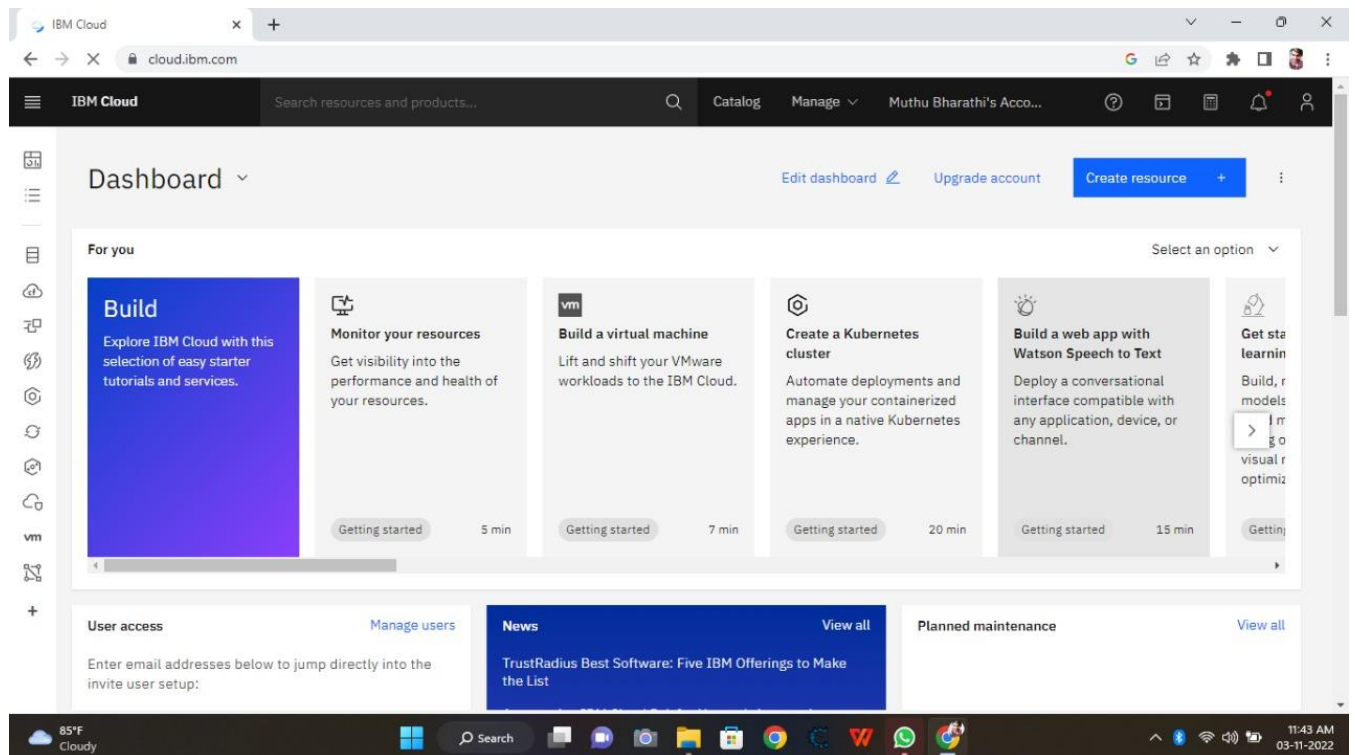 IBM Cloud
cloud.ibm.com
IBM Cloud
Search resources and products...
Catalog
Manage
Muthu Bharathi's Acco...
Dashboard
Edit dashboard
Upgrade account
Create resource +
For you
Select an option
Build
Explore IBM Cloud with this
selection of easy starter
tutorials and services.
Monitor your resources
Get visibility into the
performance and health of
your resources.
Getting started
5 min
vm
Build a virtual machine
Lift and shift your VMware
workloads to the IBM Cloud.
Getting started
7 min
Create a Kubernetes
cluster
Automate deployments and
manage your containerized
apps in a native Kubernetes
experience.
Getting started
20 min
Build a web app with
Watson Speech to Text
Deploy a conversational
interface compatible with
any application, device, or
channel.
Getting started
15 min
Get sta
learnin
Build, r
models
visual r
optimiz
Getting
vm
User access
Manage users
Enter email addresses below to jump directly into the
invite user setup:
News
View all
TrustRadius Best Software: Five IBM Offerings to Make
the List
Planned maintenance
View all
85°F
Cloudy
Search
11:43 AM
03-11-2022